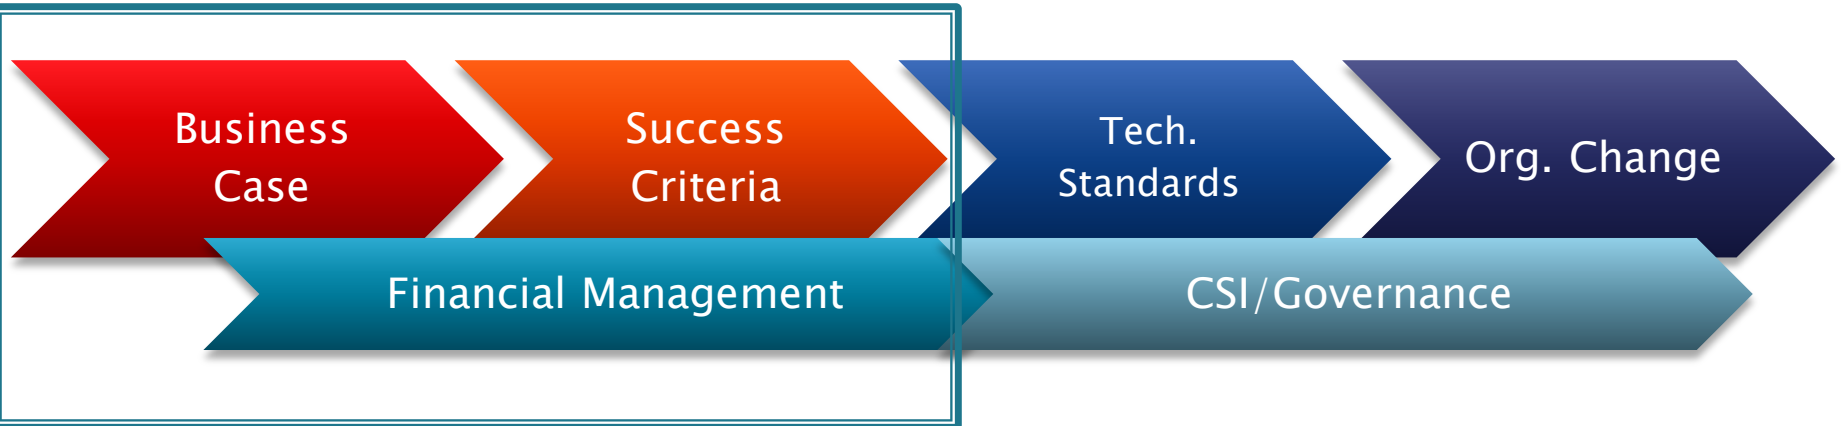 Business
Case
Success
Criteria
Tech.
Standards
Org. Change
Financial Management
CSI/Governance